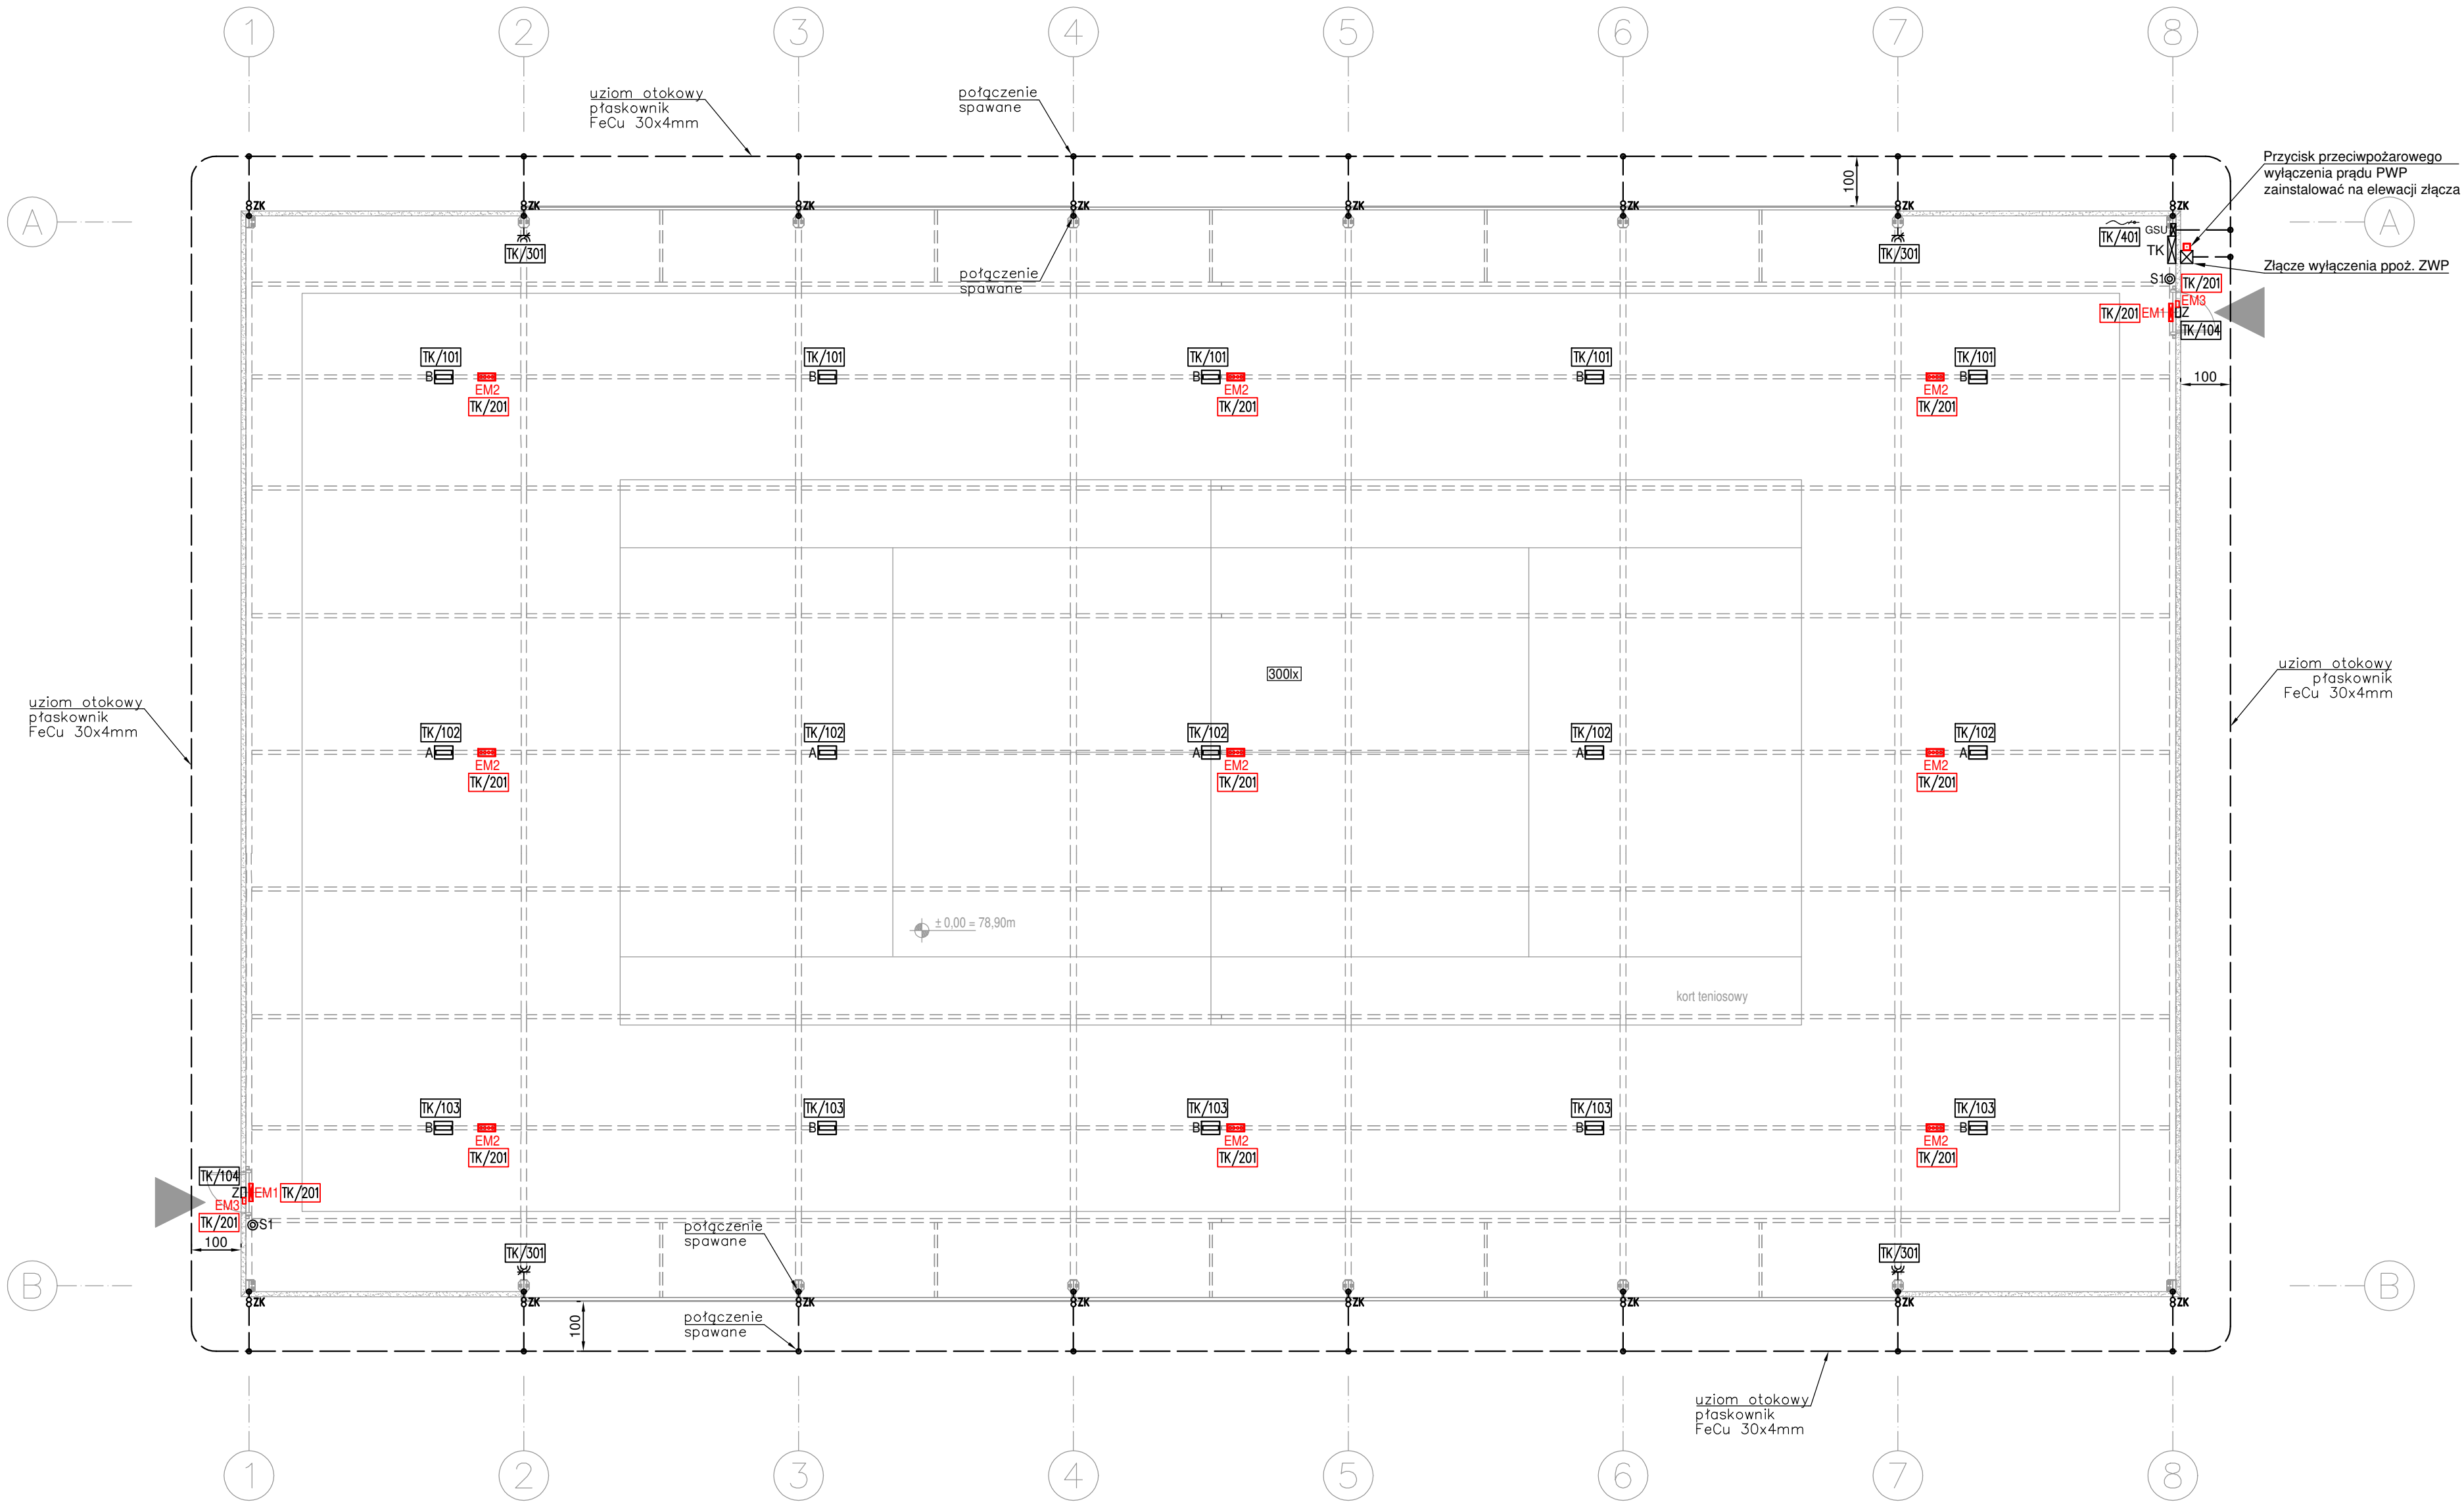 1 2 3 4 5 6 7 8
uziom otokowy
płaskownik
FeCu 30x4mm
połączenie
spawane
100
Przycisk przeciwpożarowego
wyłączenia prądu PWP
zainstalować na elewacji złącza
ZK ZK ZK ZK ZK ZK ZK ZK
A A
TK/301 TK/301
TK/401 GSU
TK
Złącze wyłączenia ppoż. ZWP
połączenie
spawane
S1 TK/201
EM3
TK/201 EM1 Z
TK/104
TK/101 TK/101 TK/101 TK/101 TK/101
B B B B B
100
EM2 EM2 EM2
TK/201 TK/201 TK/201
300lx
uziom otokowy
płaskownik
FeCu 30x4mm
uziom otokowy
płaskownik
FeCu 30x4mm
TK/102 TK/102 TK/102 TK/102 TK/102
A A A A A
EM2 EM2 EM2
TK/201 TK/201 TK/201
± 0,00 = 78,90m
kort teniosowy
TK/103 TK/103 TK/103 TK/103 TK/103
B B B B B
EM2 EM2 EM2
TK/201 TK/201 TK/201
TK/104
Z EM1 TK/201
EM3
TK/201 S1
100
połączenie
spawane
TK/301 TK/301
B B
ZK ZK ZK ZK ZK ZK ZK ZK
100
połączenie
spawane
uziom otokowy
płaskownik
FeCu 30x4mm
1 2 3 4 5 6 7 8